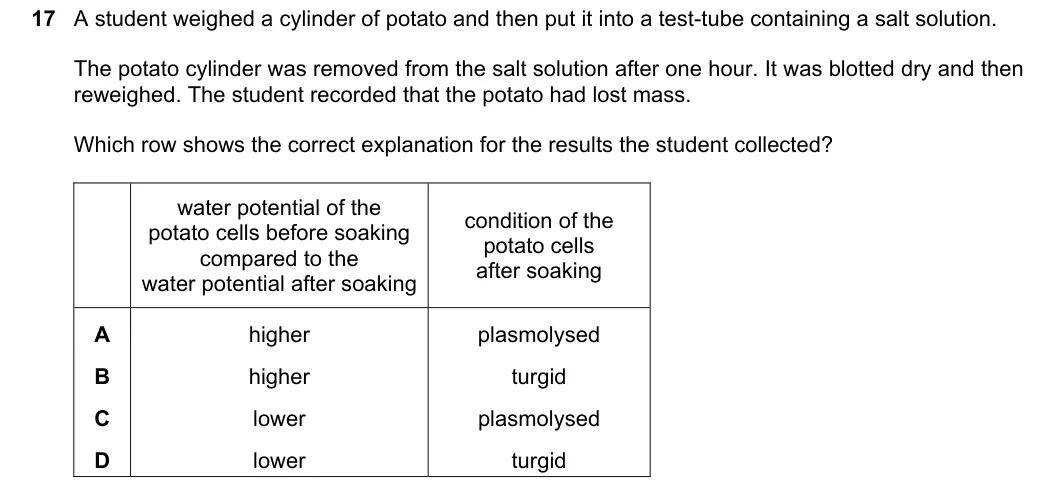 17 A student weighed a cylinder of potato and then put it into a test-tube containing a salt solution.
The potato cylinder was removed from the salt solution after one hour. It was blotted dry and then
reweighed. The student recorded that the potato had lost mass.
Which row shows the correct explanation for the results the student collected?
water potential of the
potato cells before soaking
compared to the
water potential after soaking
condition of the
potato cells
after soaking
A higher plasmolysed
B higher turgid
C lower plasmolysed
D lower turgid